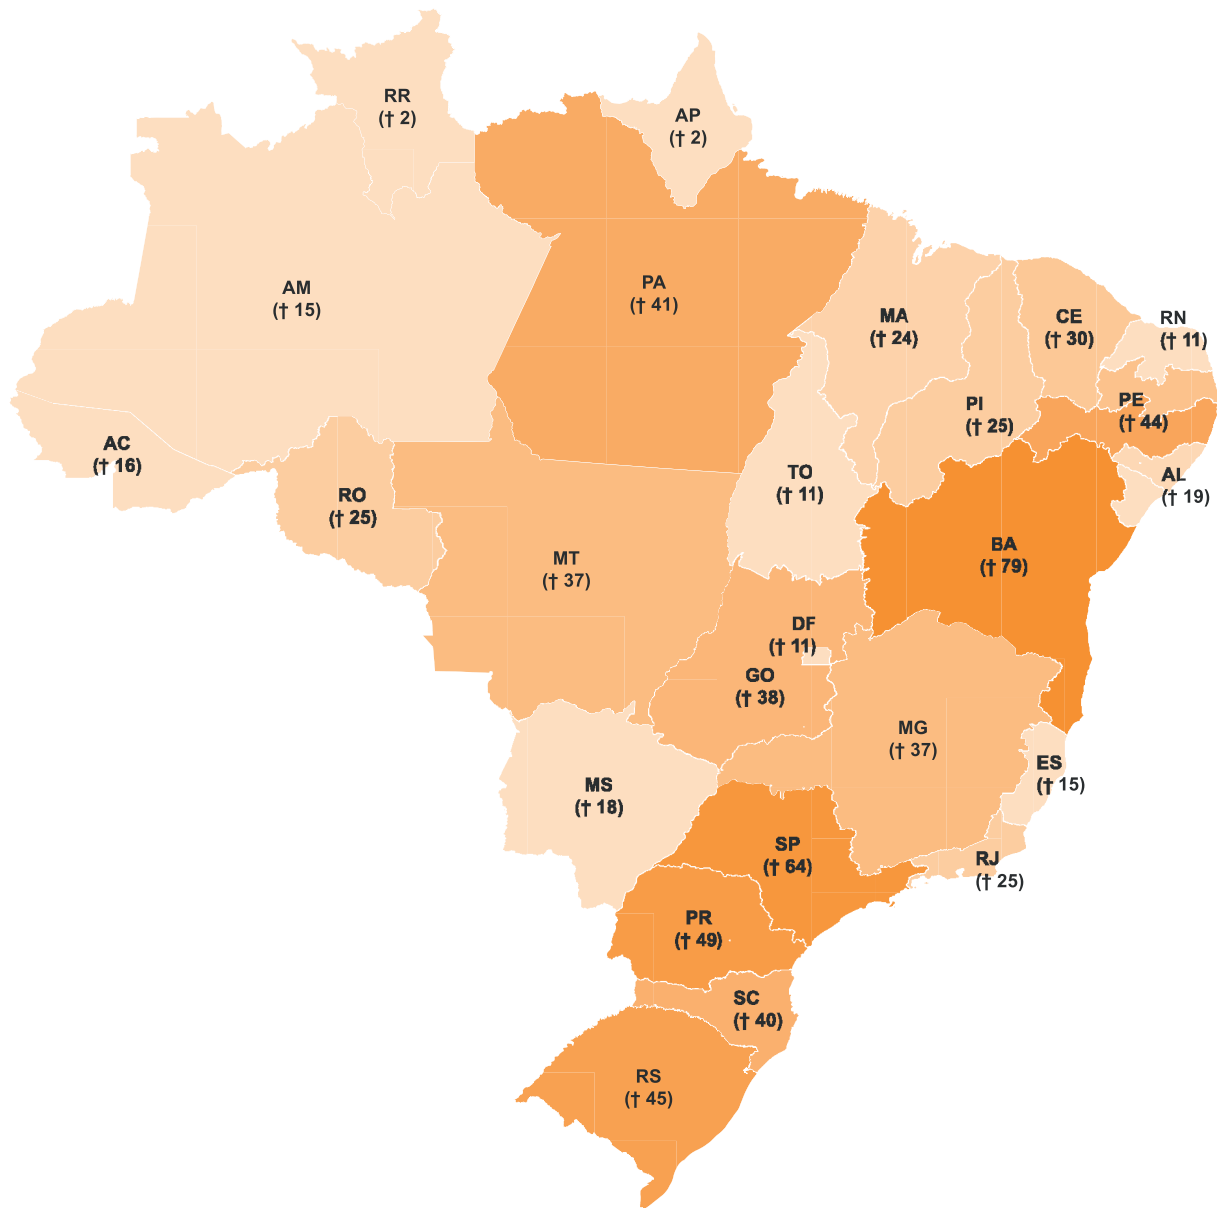 RR
(† 2)
AP
(† 2)
AM
(† 15)
PA
(† 41)
MA
(† 24)
CE
(† 30)
RN
(† 11)
PI
(† 25)
PE
(† 44)
AC
(† 16)
RO
(† 25)
TO
(† 11)
AL
(† 19)
MT
(† 37)
BA
(† 79)
DF
(† 11)
GO
(† 38)
MG
(† 37)
ES
(† 15)
MS
(† 18)
SP
(† 64)
RJ
(† 25)
PR
(† 49)
SC
(† 40)
RS
(† 45)